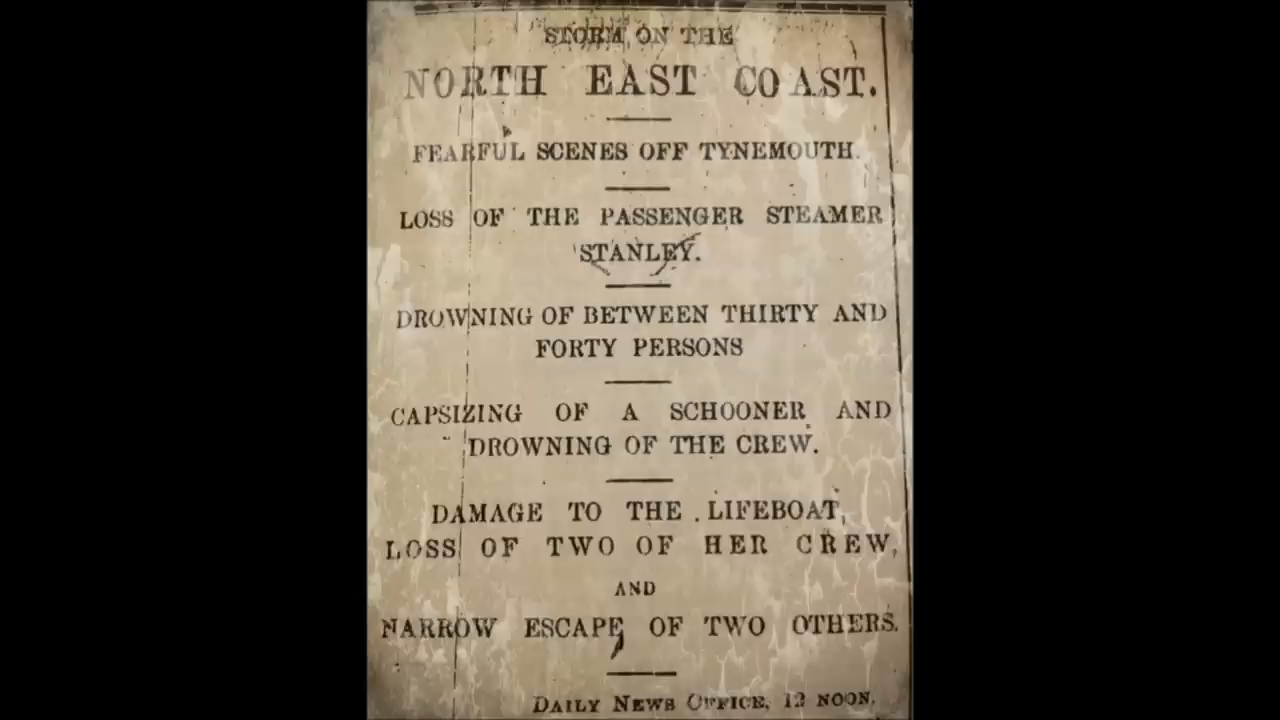 STORM ON THE
NORTH EAST COAST.
FEARFUL SCENES OFF TYNEMOUTH.
LOSS OF THE PASSENGER STEAMER
STANLEY.
DROWNING OF BETWEEN THIRTY AND
FORTY PERSONS
CAPSIZING OF A SCHOONER AND
DROWNING OF THE CREW.
DAMAGE TO THE LIFEBOAT,
LOSS OF TWO OF HER CREW,
AND
NARROW ESCAPE OF TWO OTHERS.
DAILY NEWS OFFICE, 12 NOON.